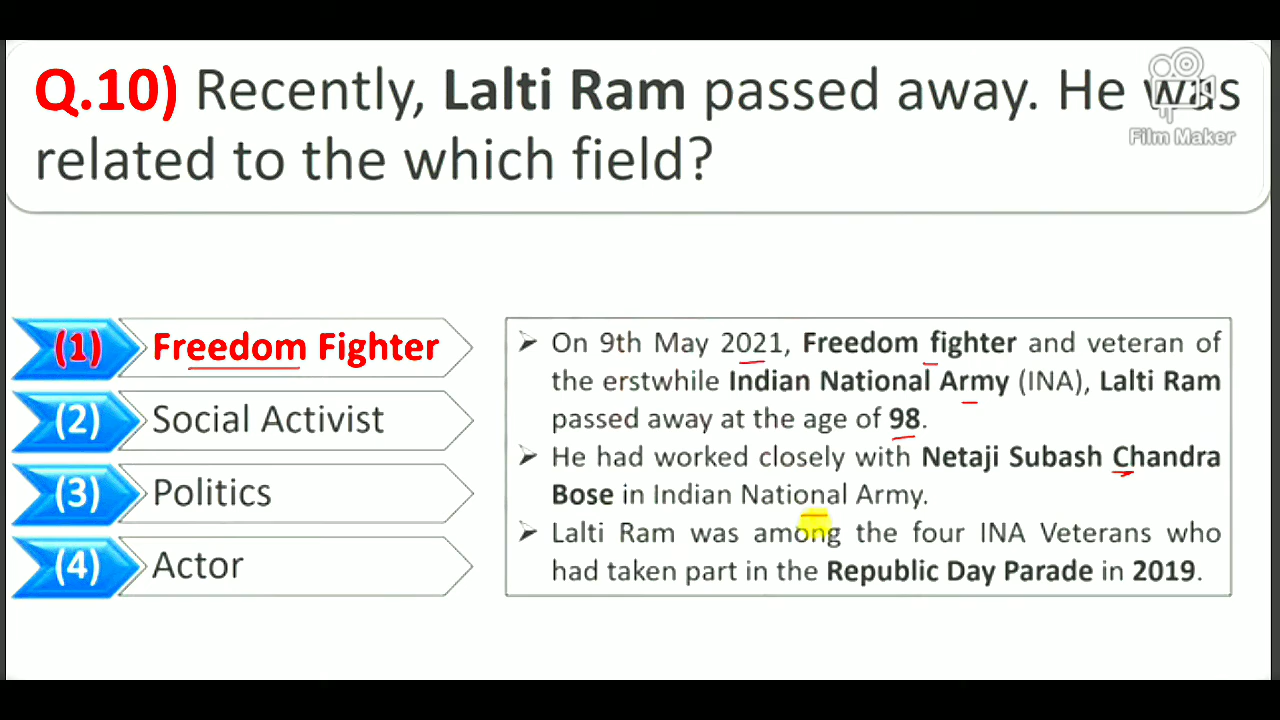 Q.10) Recently, Lalti Ram passed away. He was
related to the which field?
Film Maker
(1) Freedom Fighter
(2) Social Activist
(3) Politics
(4) Actor
➢ On 9th May 2021, Freedom fighter and veteran of
the erstwhile Indian National Army (INA), Lalti Ram
passed away at the age of 98.
➢ He had worked closely with Netaji Subash Chandra
Bose in Indian National Army.
➢ Lalti Ram was among the four INA Veterans who
had taken part in the Republic Day Parade in 2019.